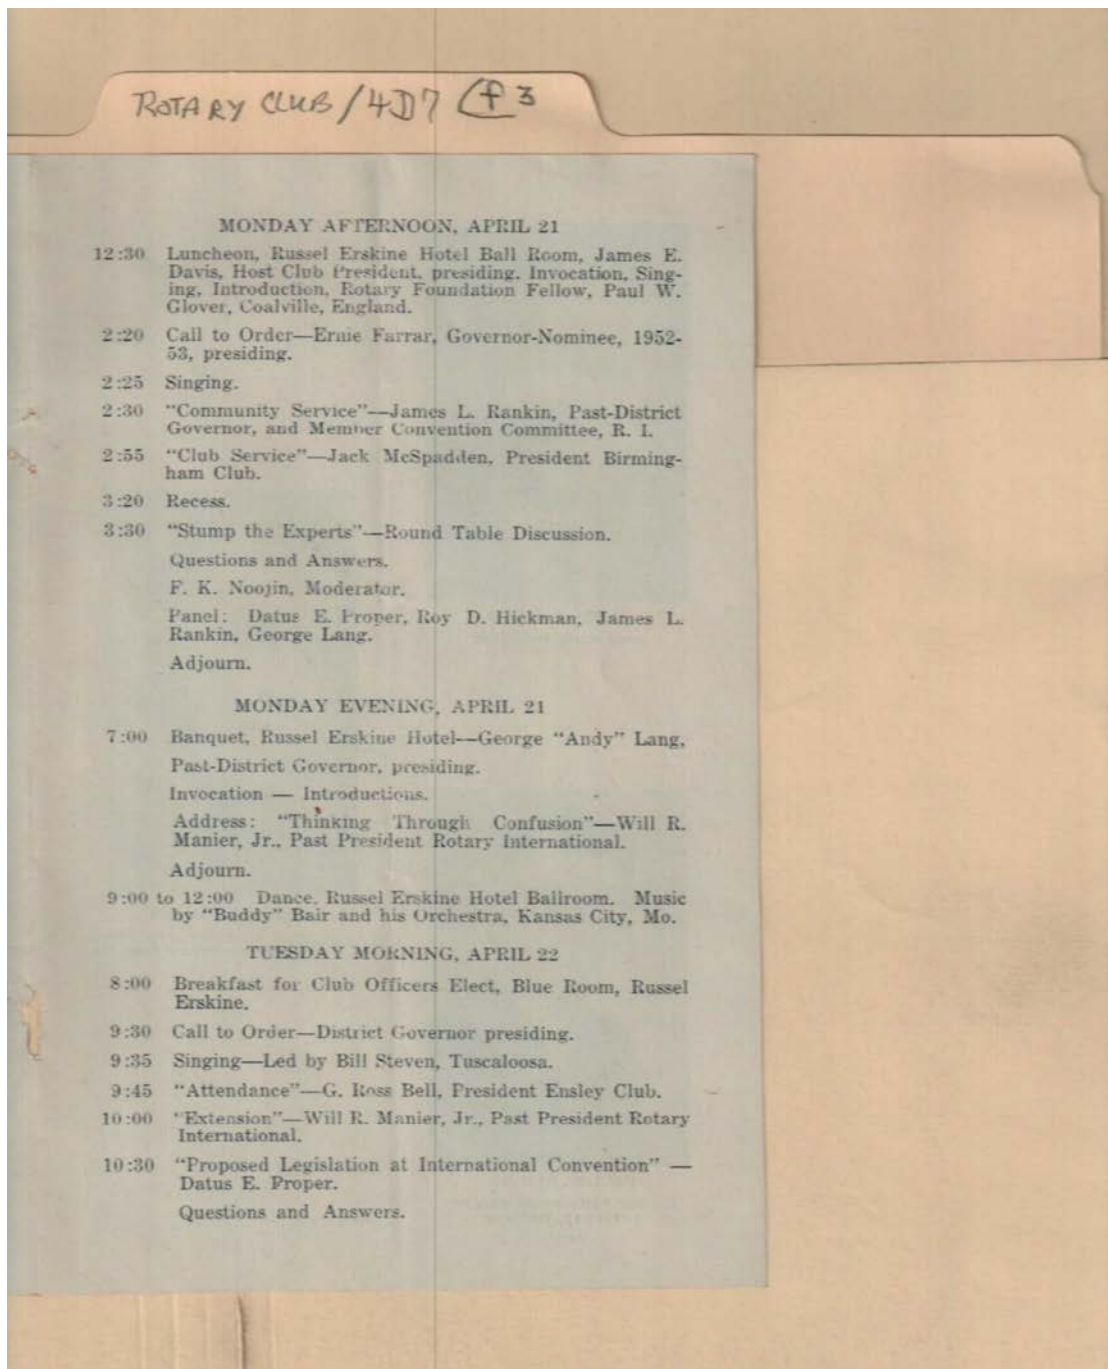 ROTARY CLUB/4D7 f3
MONDAY AFTERNOON, APRIL 21
12:30 Luncheon, Russel Erskine Hotel Ball Room, James E.
Davis, Host Club President, presiding. Invocation, Sing-
ing, Introduction, Rotary Foundation Fellow, Paul W.
Glover, Coalville, England.
2:20 Call to Order—Ernie Farrar, Governor-Nominee, 1952-
53, presiding.
2:25 Singing.
2:30 "Community Service"—James L. Rankin, Past-District
Governor, and Member Convention Committee, R. I.
2:55 "Club Service"—Jack McSpadden, President Birming-
ham Club.
3:20 Recess.
3:30 "Stump the Experts"—Round Table Discussion.
Questions and Answers.
F. K. Noojin, Moderator.
Panel: Datus E. Proper, Roy D. Hickman, James L.
Rankin, George Lang.
Adjourn.
MONDAY EVENING, APRIL 21
7:00 Banquet, Russel Erskine Hotel—George "Andy" Lang,
Past-District Governor, presiding.
Invocation — Introductions.
Address: "Thinking Through Confusion"—Will R.
Manier, Jr., Past President Rotary International.
Adjourn.
9:00 to 12:00 Dance, Russel Erskine Hotel Ballroom. Music
by "Buddy" Bair and his Orchestra, Kansas City, Mo.
TUESDAY MORNING, APRIL 22
8:00 Breakfast for Club Officers Elect, Blue Room, Russel
Erskine.
9:30 Call to Order—District Governor presiding.
9:35 Singing—Led by Bill Steven, Tuscaloosa.
9:45 "Attendance"—G. Ross Bell, President Ensley Club.
10:00 "Extension"—Will R. Manier, Jr., Past President Rotary
International.
10:30 "Proposed Legislation at International Convention" —
Datus E. Proper.
Questions and Answers.